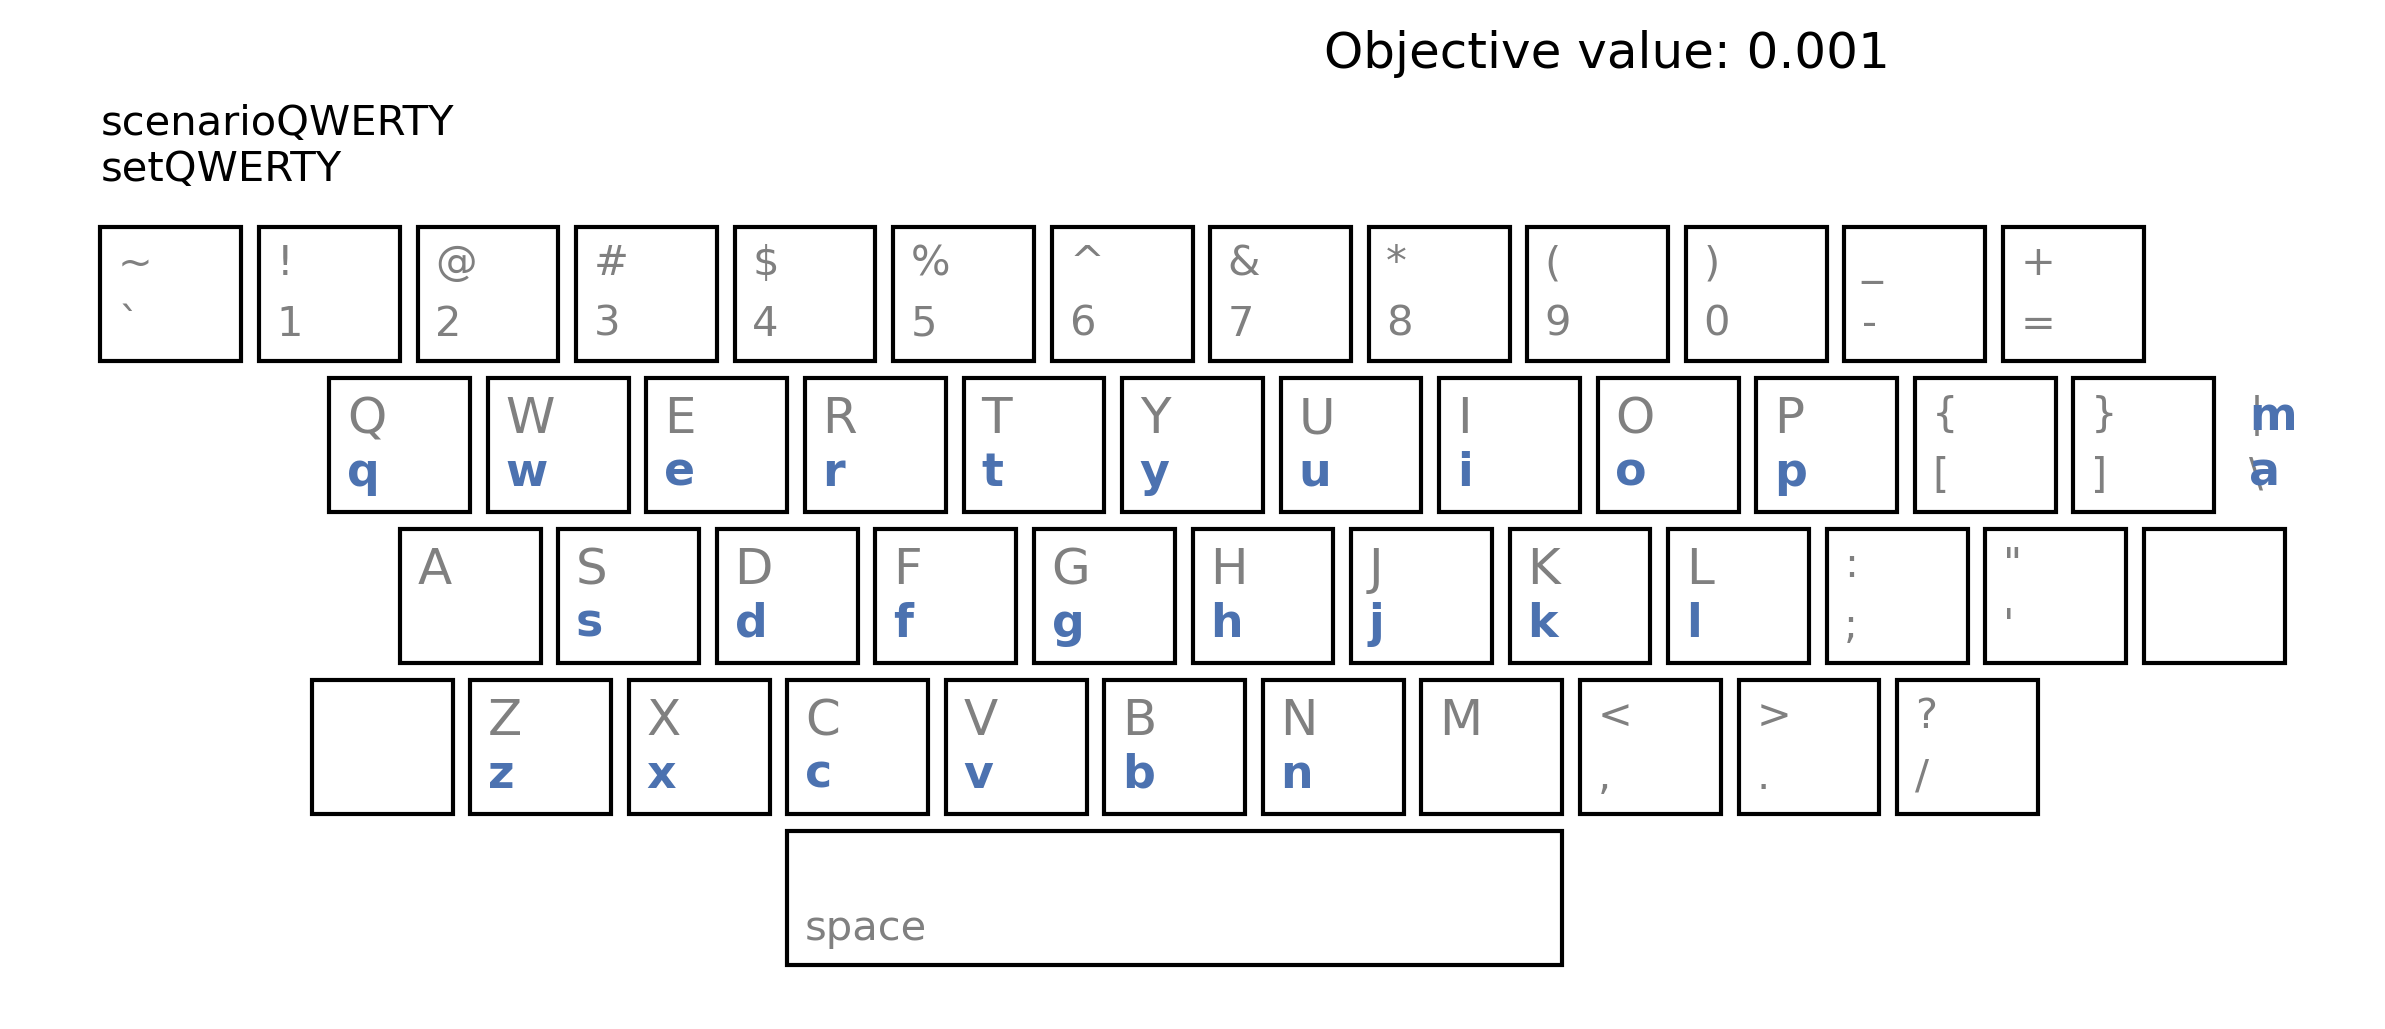 Objective value: 0.001
scenarioQWERTY
setQWERTY
~ ! @ # $ % ^ & * ( ) _ +
` 1 2 3 4 5 6 7 8 9 0 - =
Q W E R T Y U I O P { } | m
q w e r t y u i o p [ ] \ a
A S D F G H J K L : "
s d f g h j k l ; '
Z X C V B N M < > ?
z x c v b n , . /
space